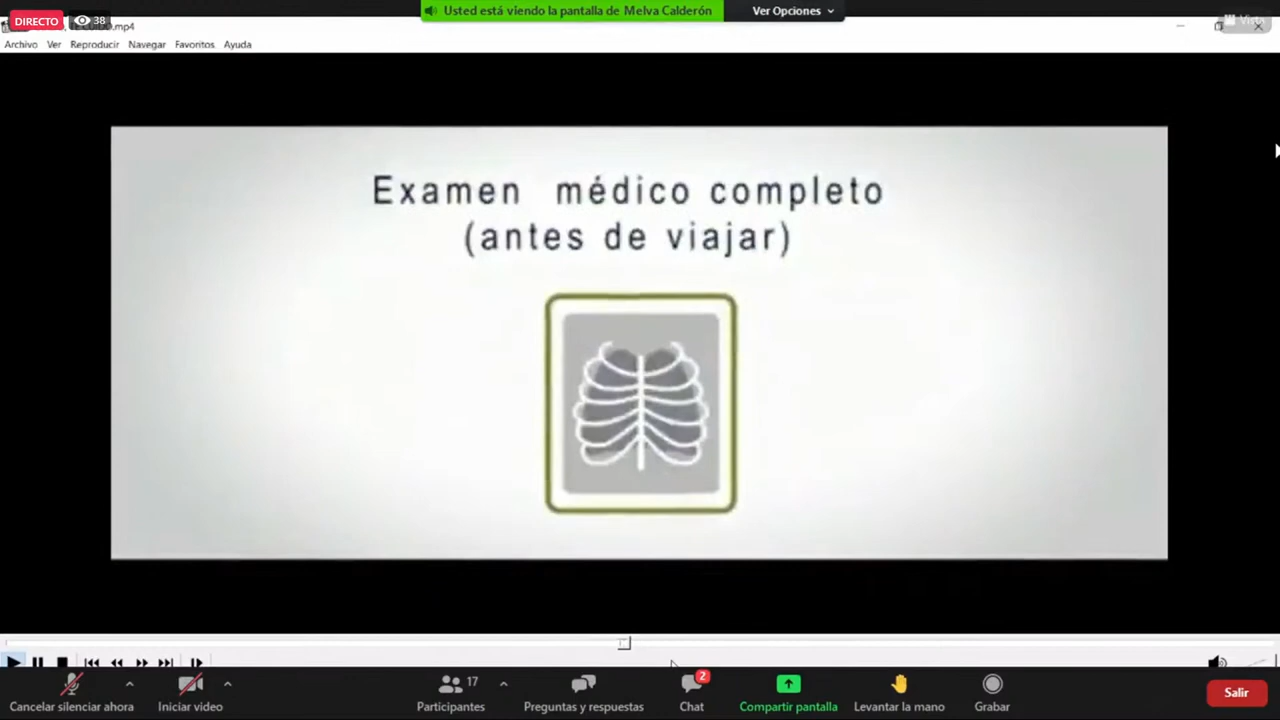 DIRECTO
38
Usted está viendo la pantalla de Melva Calderón
Ver Opciones
.mp4
Vista
Archivo Ver Reproducir Navegar Favoritos Ayuda
Examen médico completo
(antes de viajar)
17
2
Cancelar silenciar ahora
Iniciar video
Participantes
Preguntas y respuestas
Chat
Compartir pantalla
Levantar la mano
Grabar
Salir